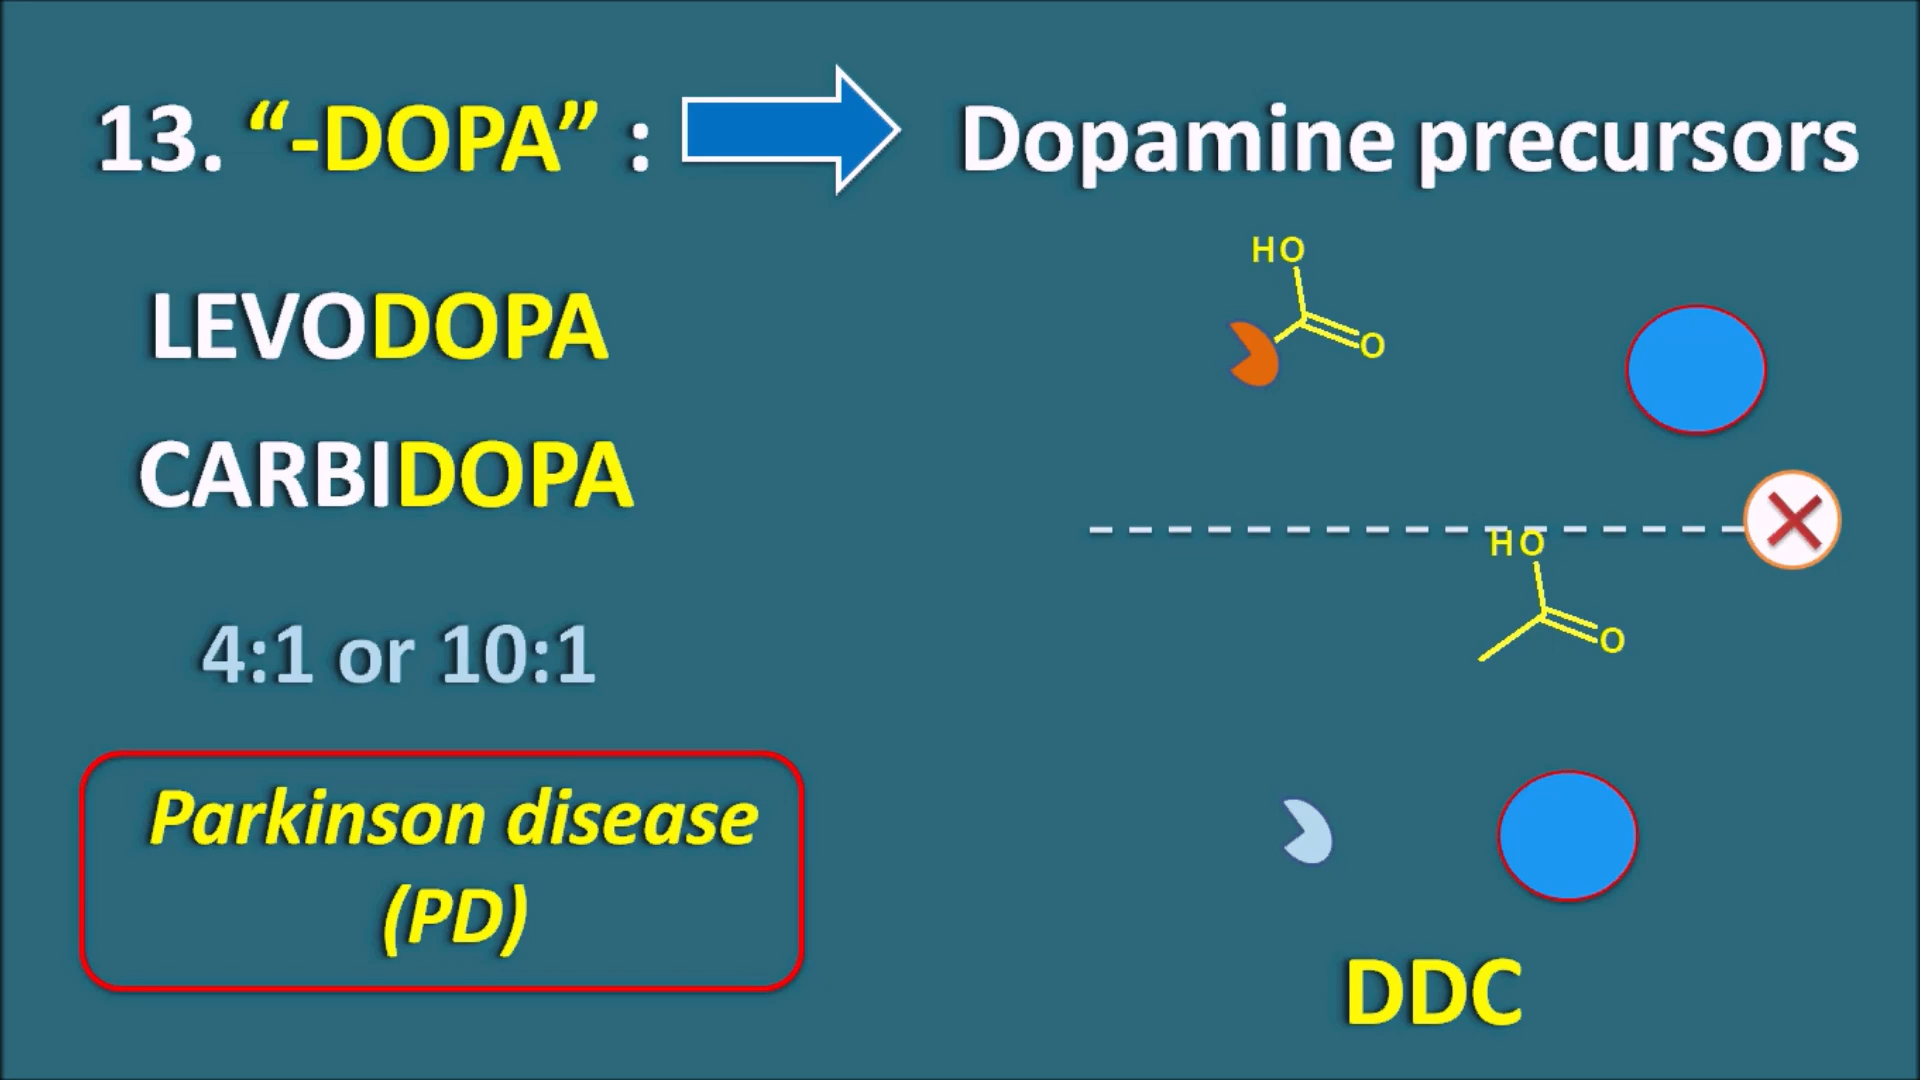 13. “-DOPA” : Dopamine precursors
LEVODOPA
CARBIDOPA
4:1 or 10:1
Parkinson disease
(PD)
HO
O
HO
O
DDC